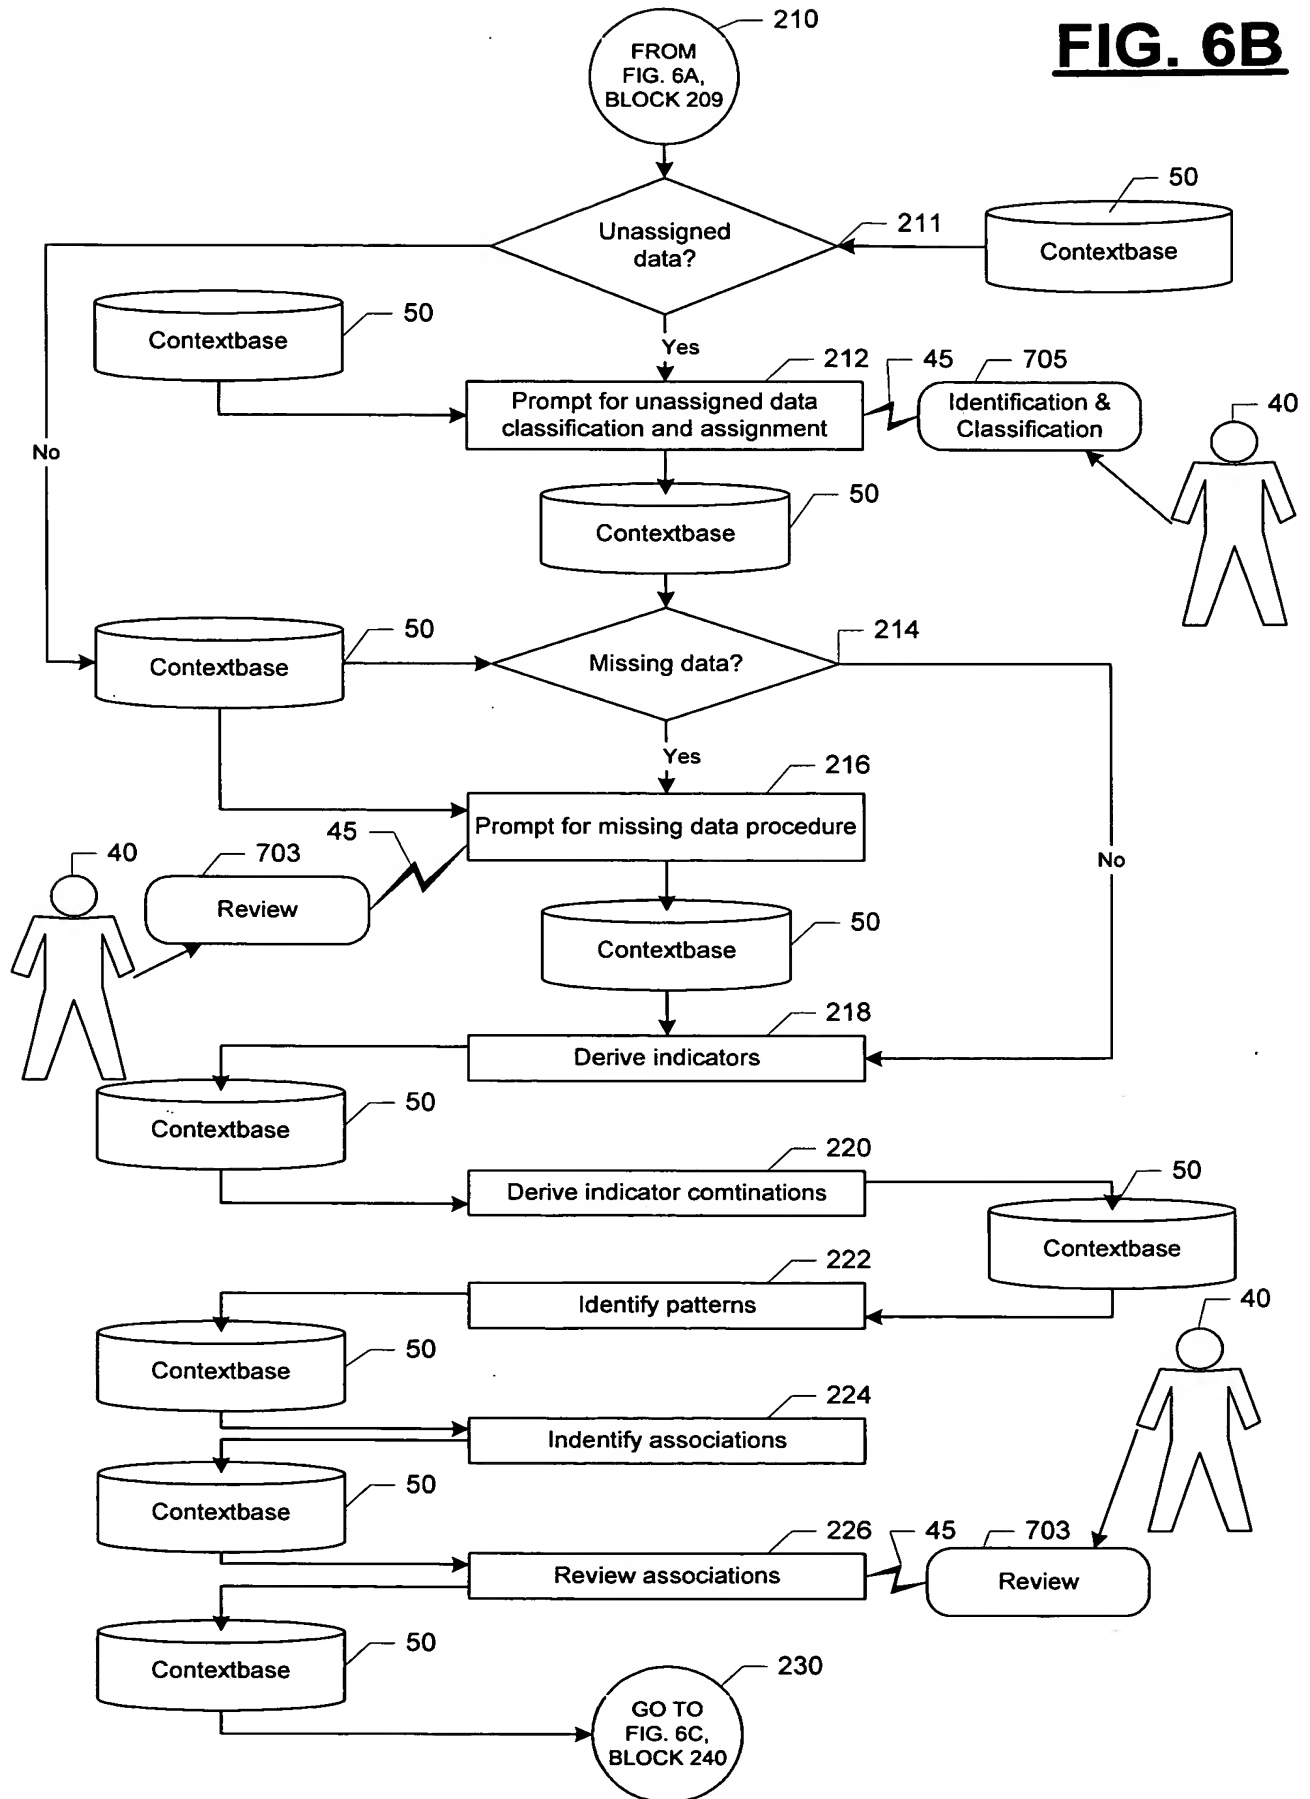 210
FIG. 6B
FROM
FIG. 6A,
BLOCK 209
50
211
Unassigned
data?
Contextbase
50
Contextbase
Yes
212
45
705
Prompt for unassigned data
classification and assignment
Identification &
Classification
40
No
50
Contextbase
50
Contextbase
214
Missing data?
Yes
216
Prompt for missing data procedure
45
40
703
Review
No
50
Contextbase
218
Derive indicators
50
Contextbase
220
Derive indicator comtinations
50
Contextbase
222
Identify patterns
40
50
Contextbase
224
Indentify associations
50
Contextbase
226
45
703
Review associations
Review
50
Contextbase
230
GO TO
FIG. 6C,
BLOCK 240